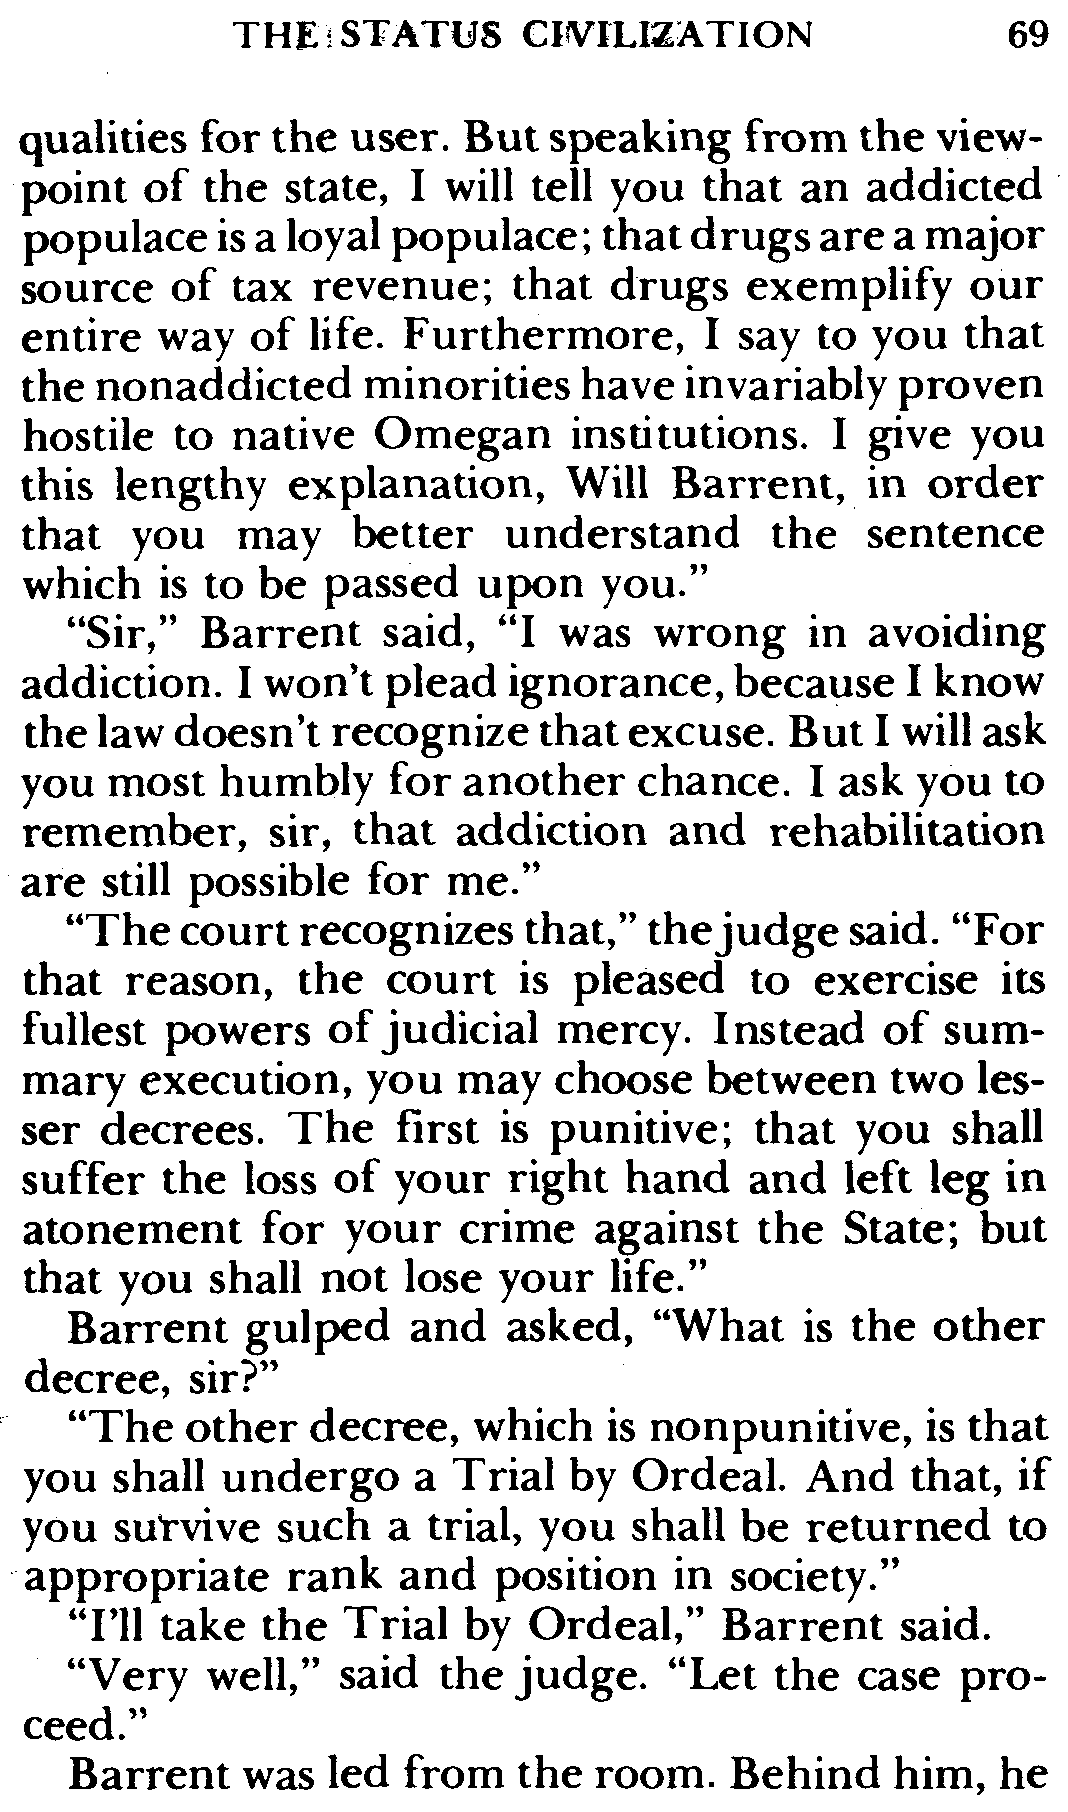 THE STATUS CIVILIZATION 69
qualities for the user. But speaking from the view-
point of the state, I will tell you that an addicted
populace is a loyal populace; that drugs are a major
source of tax revenue; that drugs exemplify our
entire way of life. Furthermore, I say to you that
the nonaddicted minorities have invariably proven
hostile to native Omegan institutions. I give you
this lengthy explanation, Will Barrent, in order
that you may better understand the sentence
which is to be passed upon you.”
“Sir,” Barrent said, “I was wrong in avoiding
addiction. I won’t plead ignorance, because I know
the law doesn’t recognize that excuse. But I will ask
you most humbly for another chance. I ask you to
remember, sir, that addiction and rehabilitation
are still possible for me.”
“The court recognizes that,” the judge said. “For
that reason, the court is pleased to exercise its
fullest powers of judicial mercy. Instead of sum-
mary execution, you may choose between two les-
ser decrees. The first is punitive; that you shall
suffer the loss of your right hand and left leg in
atonement for your crime against the State; but
that you shall not lose your life.”
Barrent gulped and asked, “What is the other
decree, sir?”
“The other decree, which is nonpunitive, is that
you shall undergo a Trial by Ordeal. And that, if
you survive such a trial, you shall be returned to
appropriate rank and position in society.”
“I’ll take the Trial by Ordeal,” Barrent said.
“Very well,” said the judge. “Let the case pro-
ceed.”
Barrent was led from the room. Behind him, he